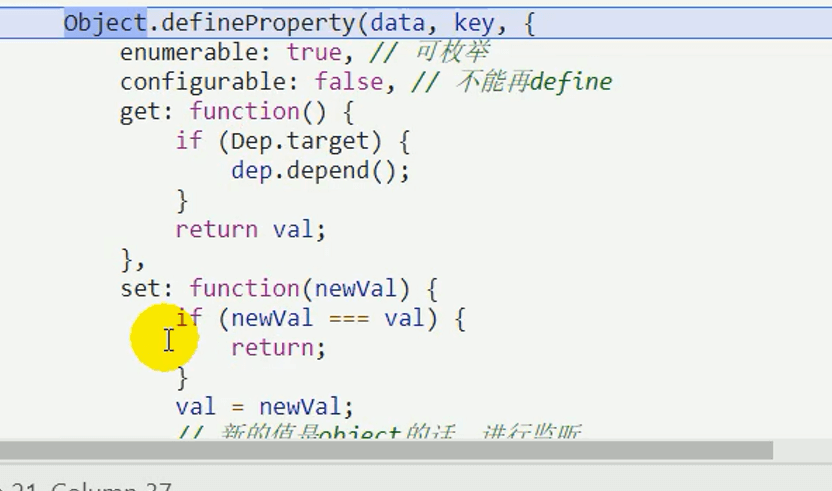 Object.defineProperty(data, key, {
enumerable: true, // 可枚举
configurable: false, // 不能再define
get: function() {
if (Dep.target) {
dep.depend();
}
return val;
},
set: function(newVal) {
if (newVal === val) {
return;
}
val = newVal;
// 新的值是object的话，进行监听
21, Column 37